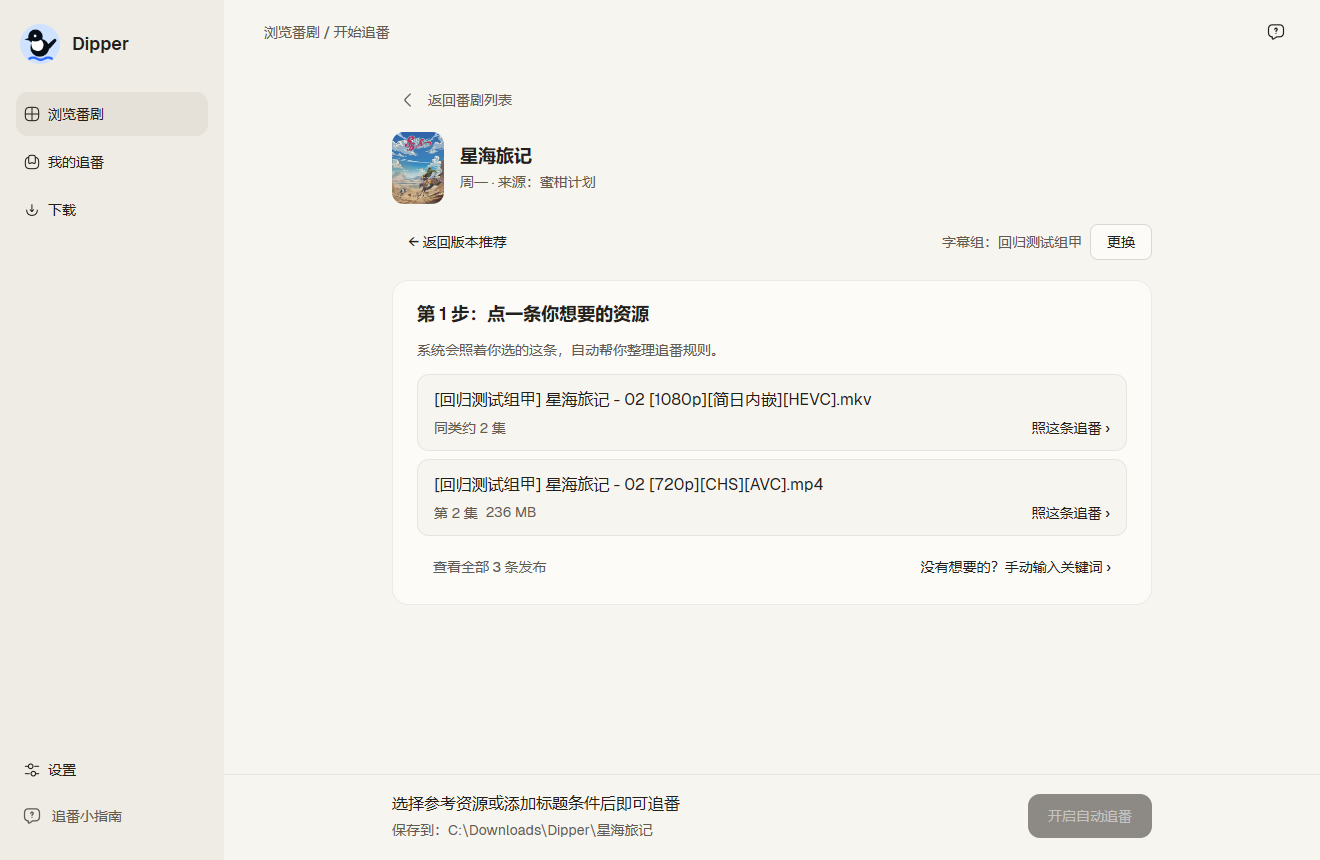 Dipper
浏览番剧 / 开始追番
浏览番剧
我的追番
下载
返回番剧列表
星海旅记
周一 · 来源：蜜柑计划
← 返回版本推荐
字幕组：回归测试组甲
更换
第 1 步：点一条你想要的资源
系统会照着你选的这条，自动帮你整理追番规则。
[回归测试组甲] 星海旅记 - 02 [1080p][简日内嵌][HEVC].mkv
同类约 2 集
照这条追番 ›
[回归测试组甲] 星海旅记 - 02 [720p][CHS][AVC].mp4
第 2 集 236 MB
照这条追番 ›
查看全部 3 条发布
没有想要的？手动输入关键词 ›
设置
追番小指南
选择参考资源或添加标题条件后即可追番
保存到：C:\Downloads\Dipper\星海旅记
开启自动追番